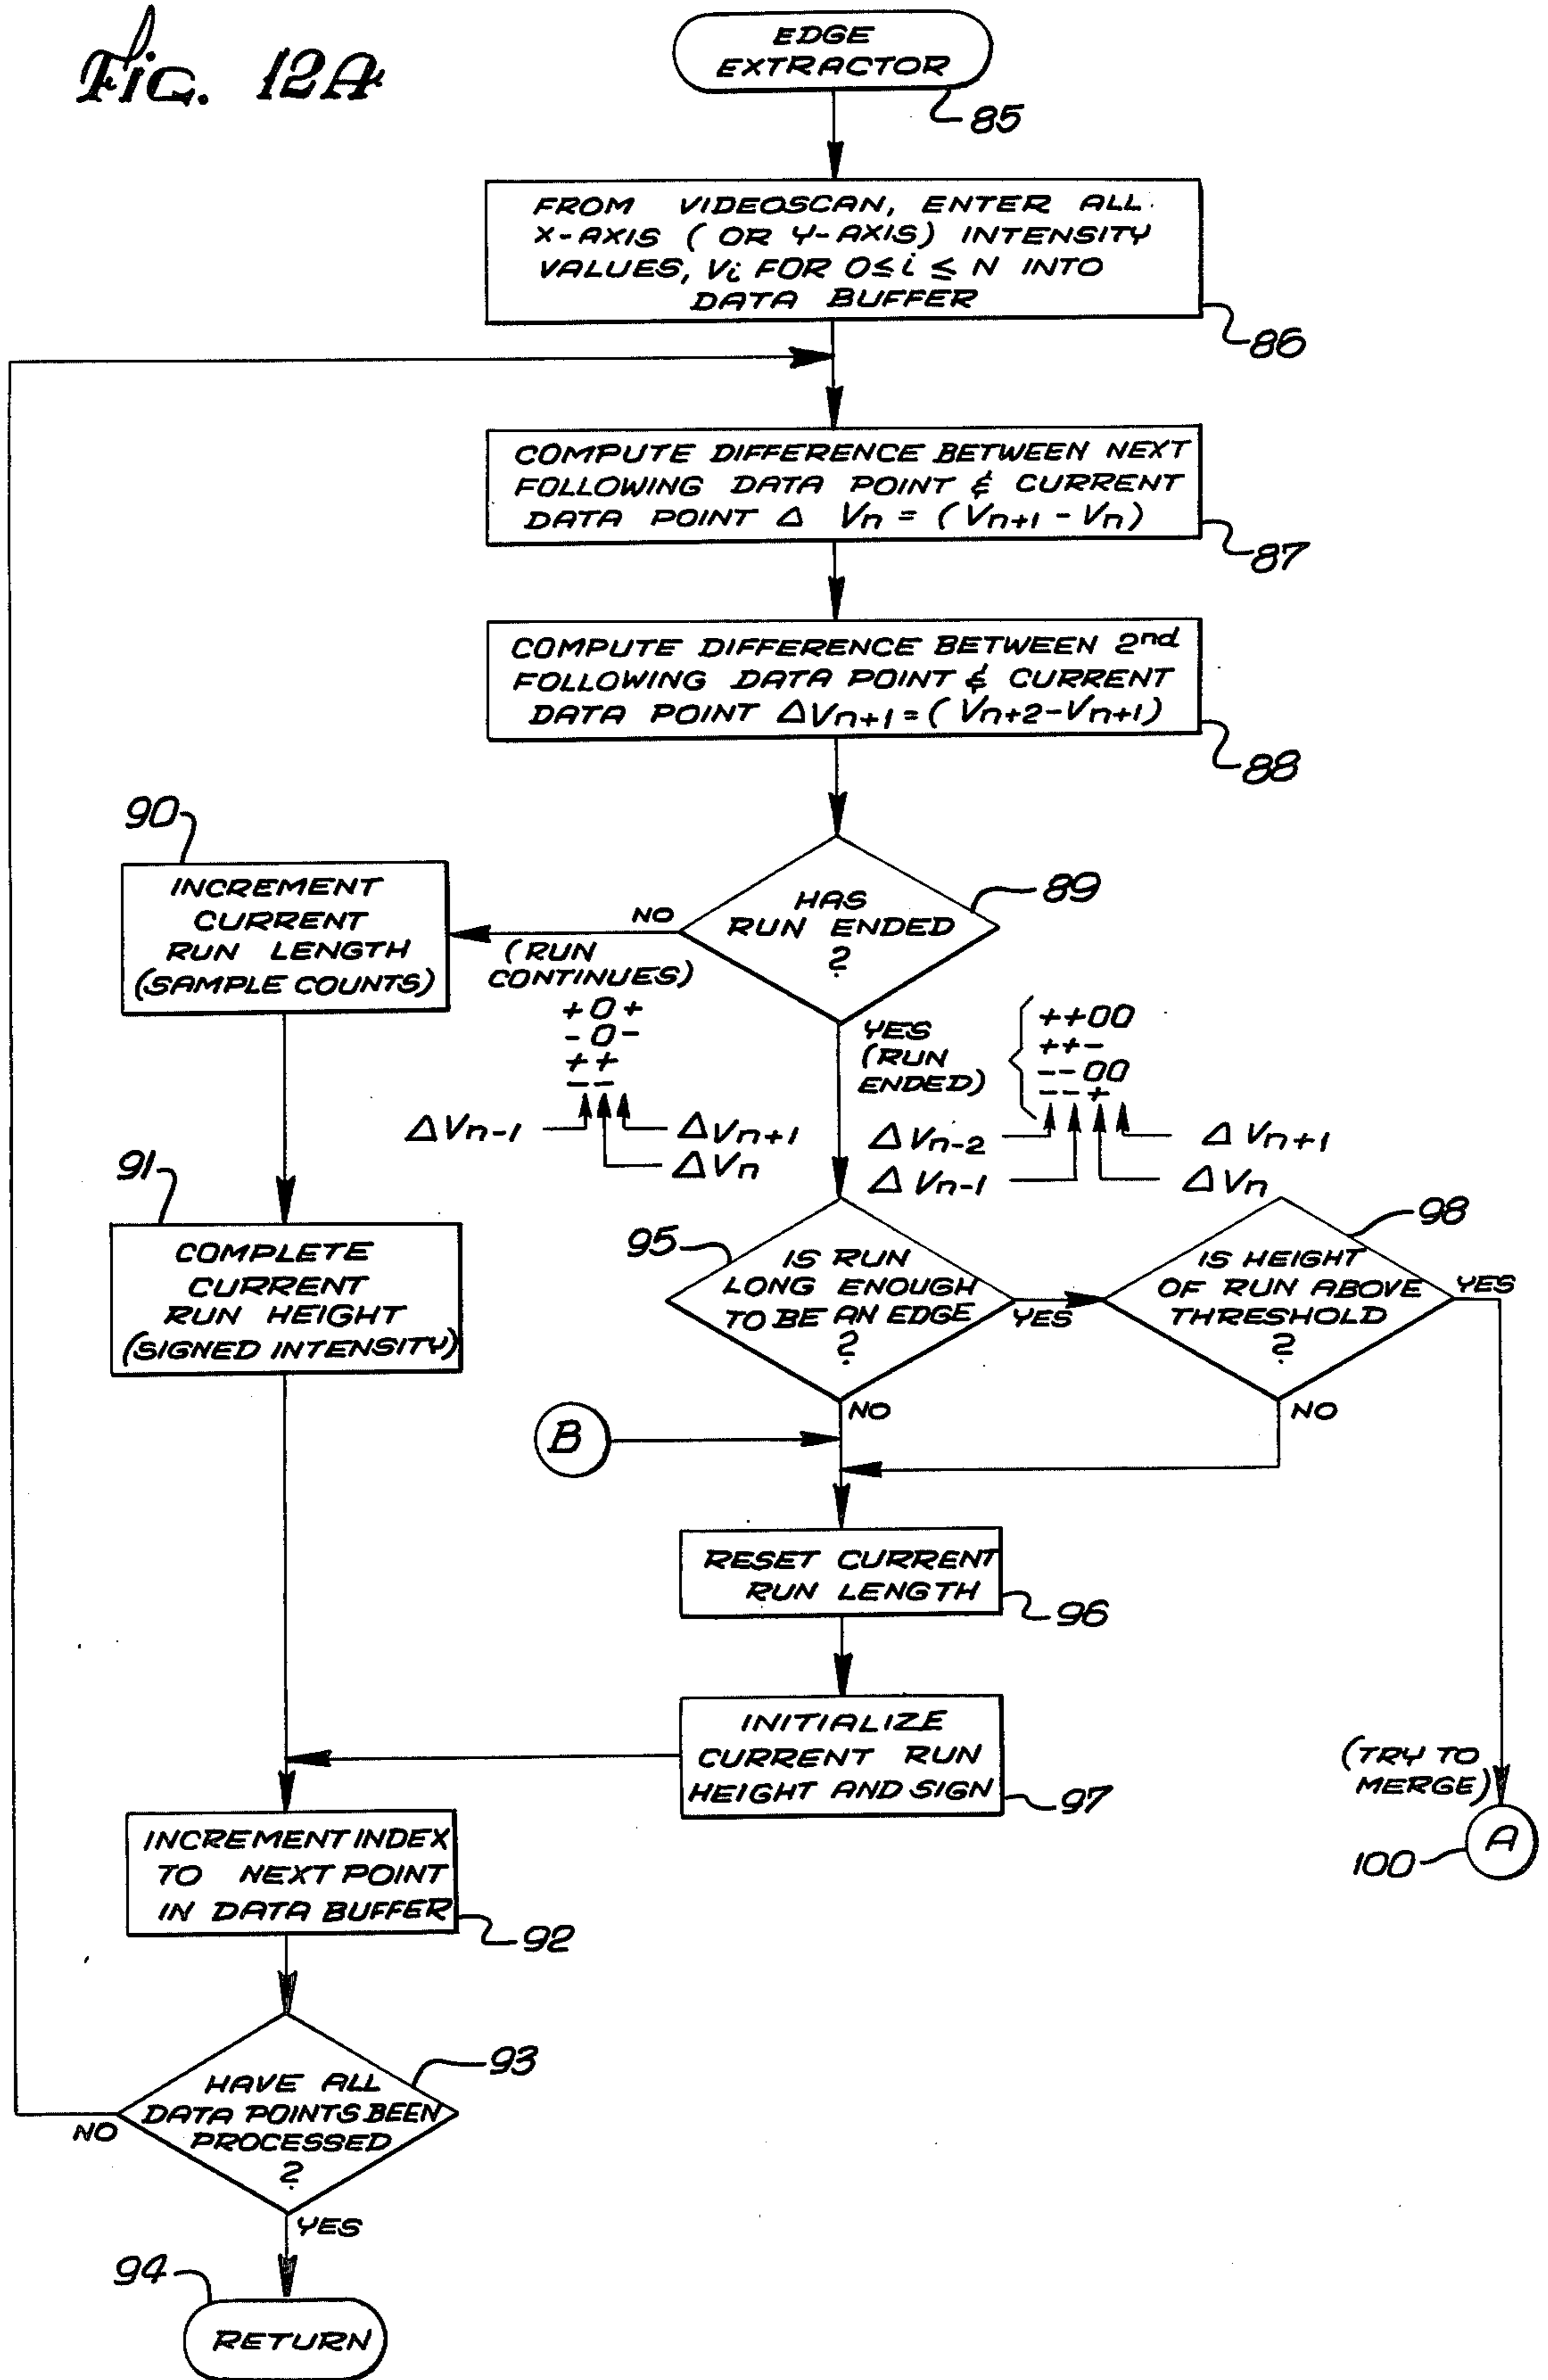 Fig. 12A
EDGE
EXTRACTOR
85
FROM VIDEOSCAN, ENTER ALL
X-AXIS (OR Y-AXIS) INTENSITY
VALUES, Vi FOR 0≤i≤N INTO
DATA BUFFER
86
COMPUTE DIFFERENCE BETWEEN NEXT
FOLLOWING DATA POINT & CURRENT
DATA POINT Δ Vn = (Vn+1 - Vn)
87
COMPUTE DIFFERENCE BETWEEN 2nd
FOLLOWING DATA POINT & CURRENT
DATA POINT ΔVn+1 = (Vn+2-Vn+1)
88
HAS
RUN ENDED
?
89
NO
(RUN
CONTINUES)
+0+
-0-
++
--
ΔVn-1
ΔVn+1
ΔVn
90
INCREMENT
CURRENT
RUN LENGTH
(SAMPLE COUNTS)
91
COMPLETE
CURRENT
RUN HEIGHT
(SIGNED INTENSITY)
YES
(RUN
ENDED)
++00
++-
--00
--+
ΔVn-2
ΔVn+1
ΔVn-1
ΔVn
95
IS RUN
LONG ENOUGH
TO BE AN EDGE
?
YES
NO
98
IS HEIGHT
OF RUN ABOVE
THRESHOLD
?
YES
NO
B
RESET CURRENT
RUN LENGTH
96
INITIALIZE
CURRENT RUN
HEIGHT AND SIGN
97
(TRY TO
MERGE)
A
100
INCREMENT INDEX
TO NEXT POINT
IN DATA BUFFER
92
HAVE ALL
DATA POINTS BEEN
PROCESSED
?
93
NO
YES
94
RETURN